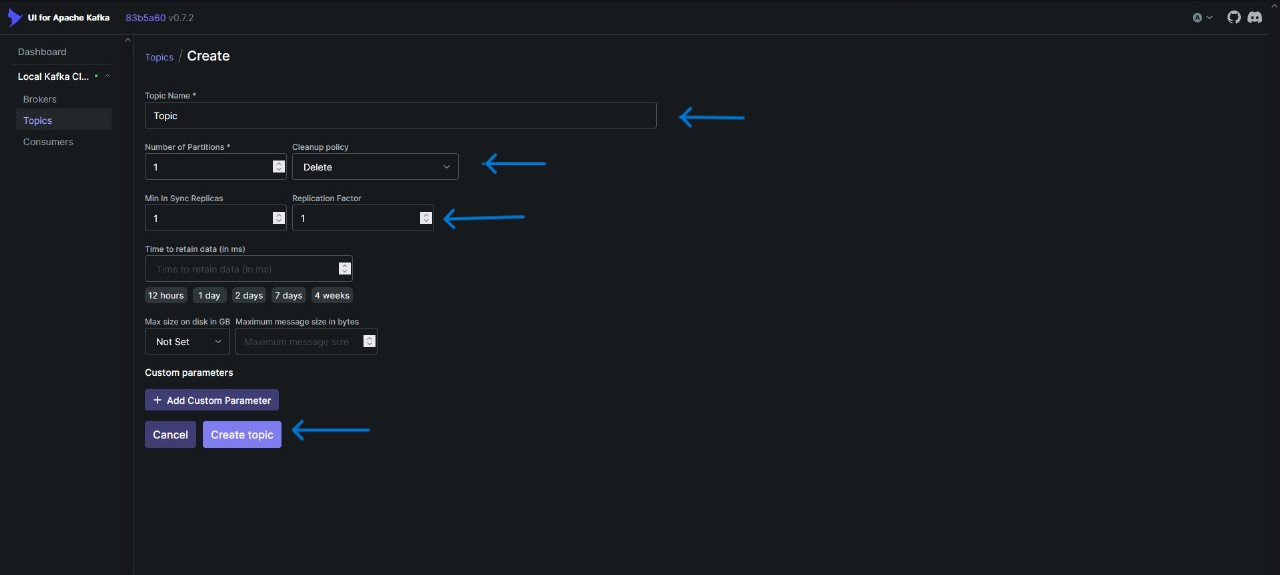 UI for Apache Kafka 83b5a60 v0.7.2
A
Dashboard
Local Kafka Cl...
Brokers
Topics
Consumers
Topics / Create
Topic Name *
Topic
Number of Partitions * Cleanup policy
1 Delete
Min In Sync Replicas Replication Factor
1 1
Time to retain data (in ms)
Time to retain data (in ms)
12 hours 1 day 2 days 7 days 4 weeks
Max size on disk in GB Maximum message size in bytes
Not Set Maximum message size
Custom parameters
+ Add Custom Parameter
Cancel Create topic